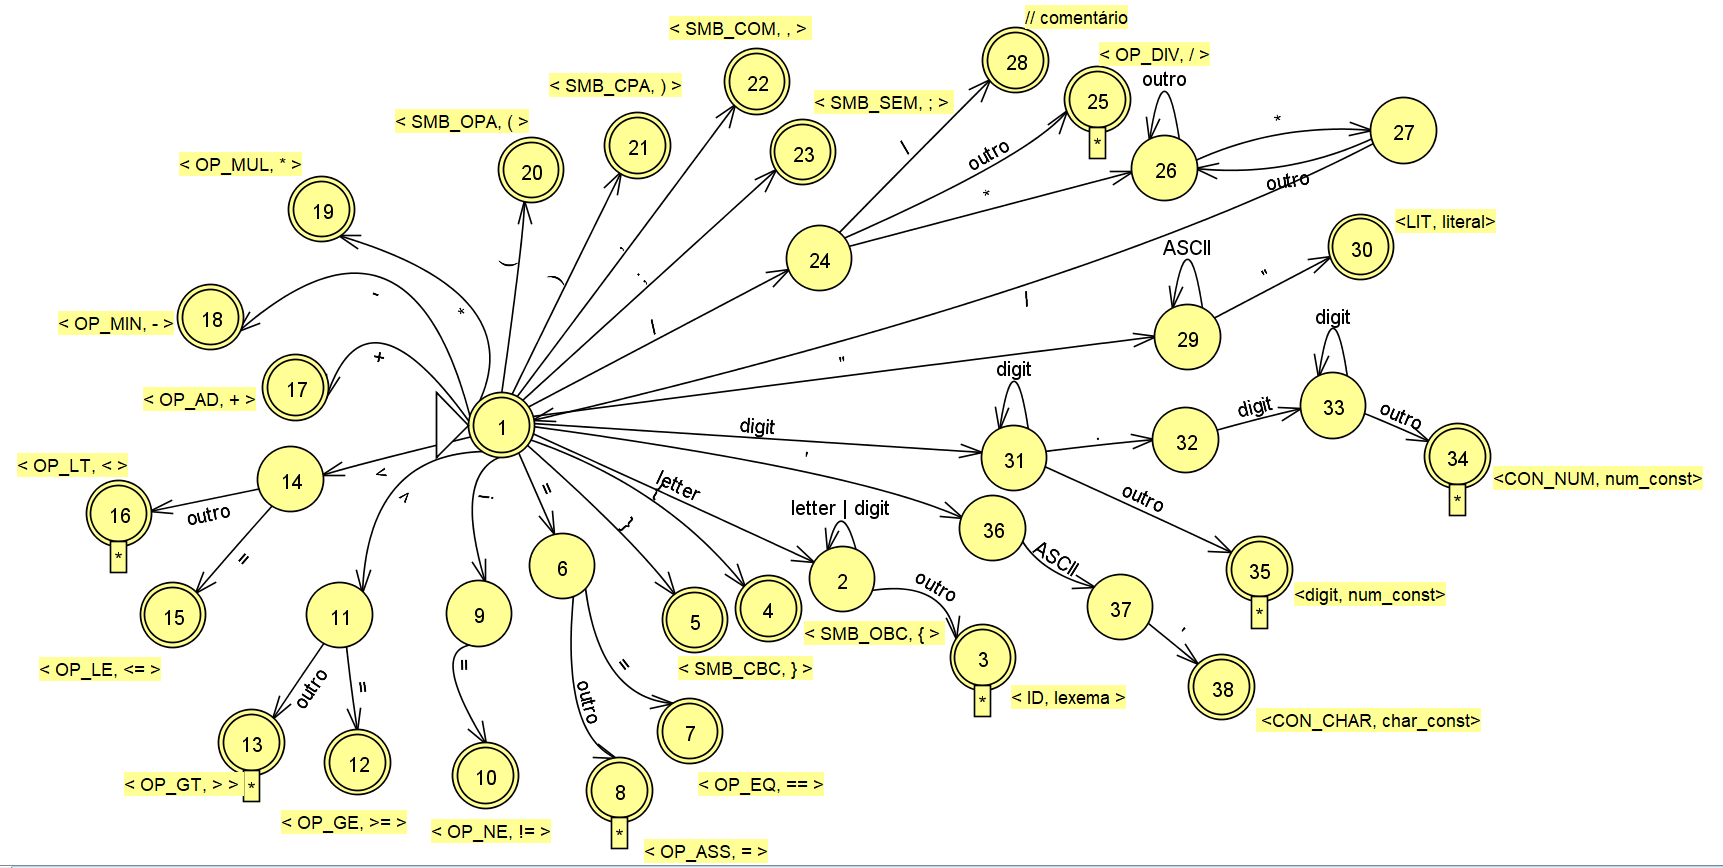 // comentário
< SMB_COM, , >
28
< OP_DIV, / >
outro
22
< SMB_CPA, ) >
25
*
< SMB_SEM, ; >
< SMB_OPA, ( >
*
27
21
23
/
outro
26
< OP_MUL, * >
20
*
outro
19
<LIT, literal>
,
(
)
;
24
ASCII
30
"
-
*
/
/
< OP_MIN, - >
18
digit
29
+
"
digit
17
< OP_AD, + >
33
digit
outro
1
digit
.
32
'
31
34
<CON_NUM, num_const>
*
< OP_LT, < >
14
<
>
!
=
letter
{
}
outro
16
outro
*
letter | digit
36
=
ASCII
6
2
outro
35
<digit, num_const>
*
15
11
9
5
4
37
< SMB_OBC, { >
'
< OP_LE, <= >
< SMB_CBC, } >
3
*
< ID, lexema >
38
<CON_CHAR, char_const>
outro
=
=
outro
=
13
*
< OP_GT, > >
12
7
10
8
*
< OP_EQ, == >
< OP_GE, >= >
< OP_NE, != >
< OP_ASS, = >